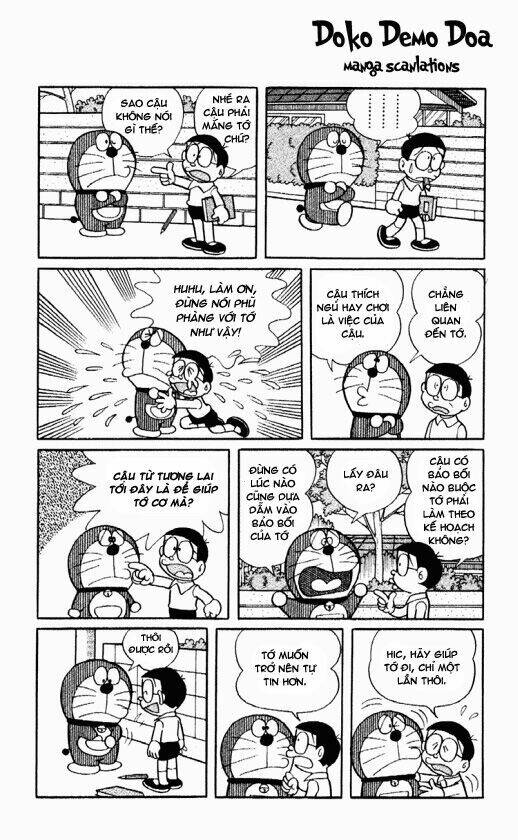 Doko Demo Doa
manga scanlations
......
......
NHẼ RA
CẬU PHẢI
MẮNG TỚ
CHỨ?
SAO CẬU
KHÔNG NÓI
GÌ THẾ?
CHẲNG
LIÊN
QUAN
ĐẾN TỚ.
CẬU THÍCH
NGỦ HAY CHƠI
LÀ VIỆC CỦA
CẬU.
HUHU, LÀM ƠN,
ĐỪNG NÓI PHŨ
PHÀNG VỚI TỚ
NHƯ VẬY!
CẬU CÓ
BẢO BỐI
NÀO BUỘC
TỚ PHẢI
LÀM THEO
KẾ HOẠCH
KHÔNG?
LẤY ĐÂU
RA?
ĐỪNG CÓ
LÚC NÀO
CŨNG DỰA
DẪM VÀO
BẢO BỐI
CỦA TỚ
CẬU TỪ TƯƠNG LAI
TỚI ĐÂY LÀ ĐỂ GIÚP
TỚ CƠ MÀ?
HIC, HÃY GIÚP
TỚ ĐI, CHỈ MỘT
LẦN THÔI.
TỚ MUỐN
TRỞ NÊN TỰ
TIN HƠN.
THÔI
ĐƯỢC RỒI